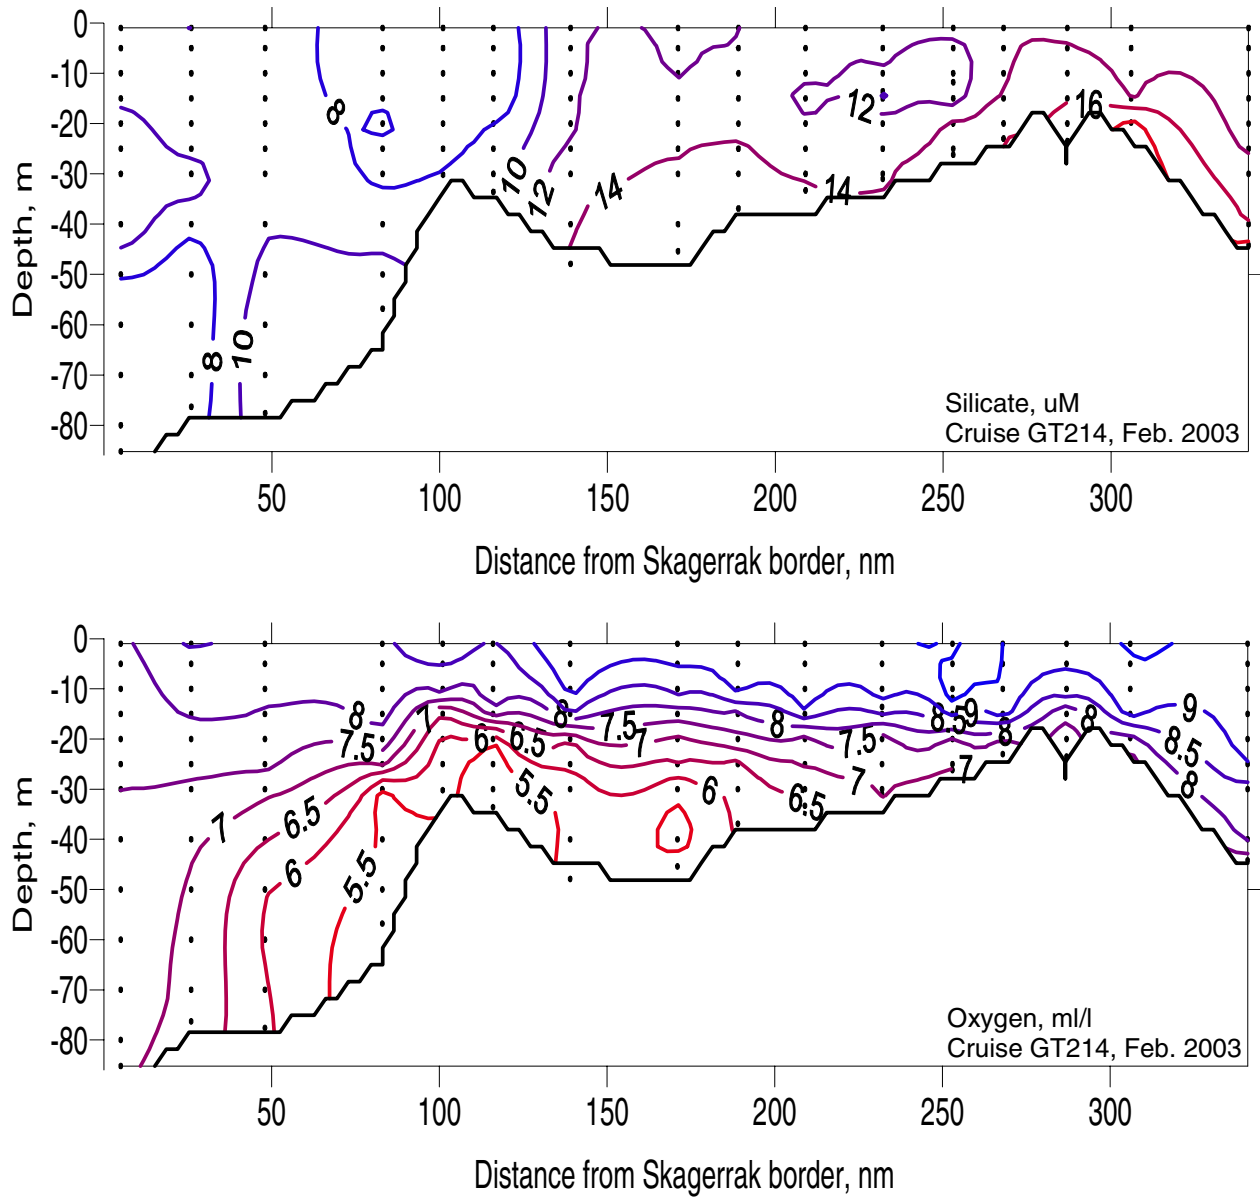 0
-10
-20
-30
-40
-50
-60
-70
-80
Depth, m
8
10
12
14
12
14
16
8
10
Silicate, uM
Cruise GT214, Feb. 2003
50 100 150 200 250 300
Distance from Skagerrak border, nm
0
-10
-20
-30
-40
-50
-60
-70
-80
Depth, m
8 7 8 7.5 8 8.5 9 8 8 9
7.5 6 6.5 7 7.5 8.5
7 6.5 5.5 6 6.5 7 7 8
6 5.5
Oxygen, ml/l
Cruise GT214, Feb. 2003
50 100 150 200 250 300
Distance from Skagerrak border, nm